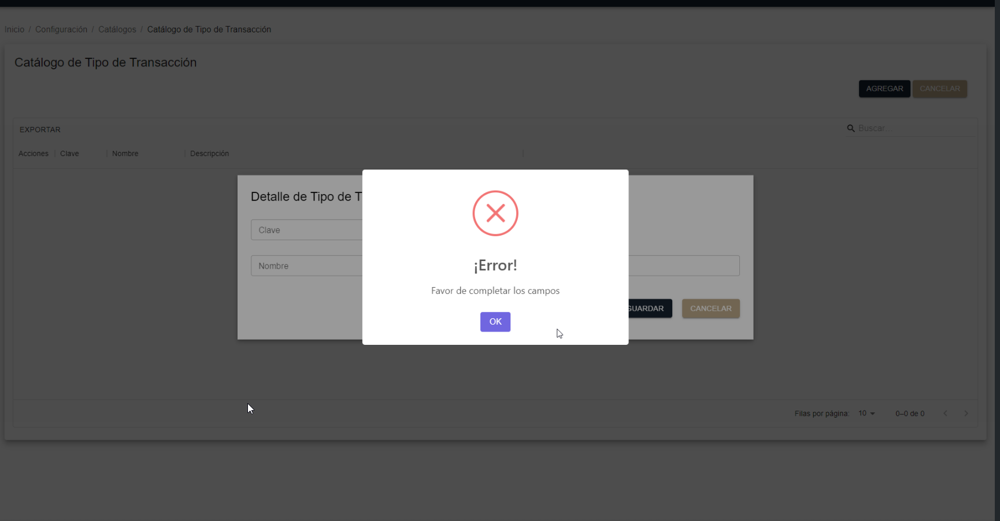 Inicio / Configuración / Catálogos / Catálogo de Tipo de Transacción
Catálogo de Tipo de Transacción
AGREGAR CANCELAR
EXPORTAR
Buscar...
Acciones Clave Nombre Descripción
Detalle de Tipo de T
Clave
Nombre
¡Error!
Favor de completar los campos
OK
GUARDAR CANCELAR
Filas por página: 10 0–0 de 0